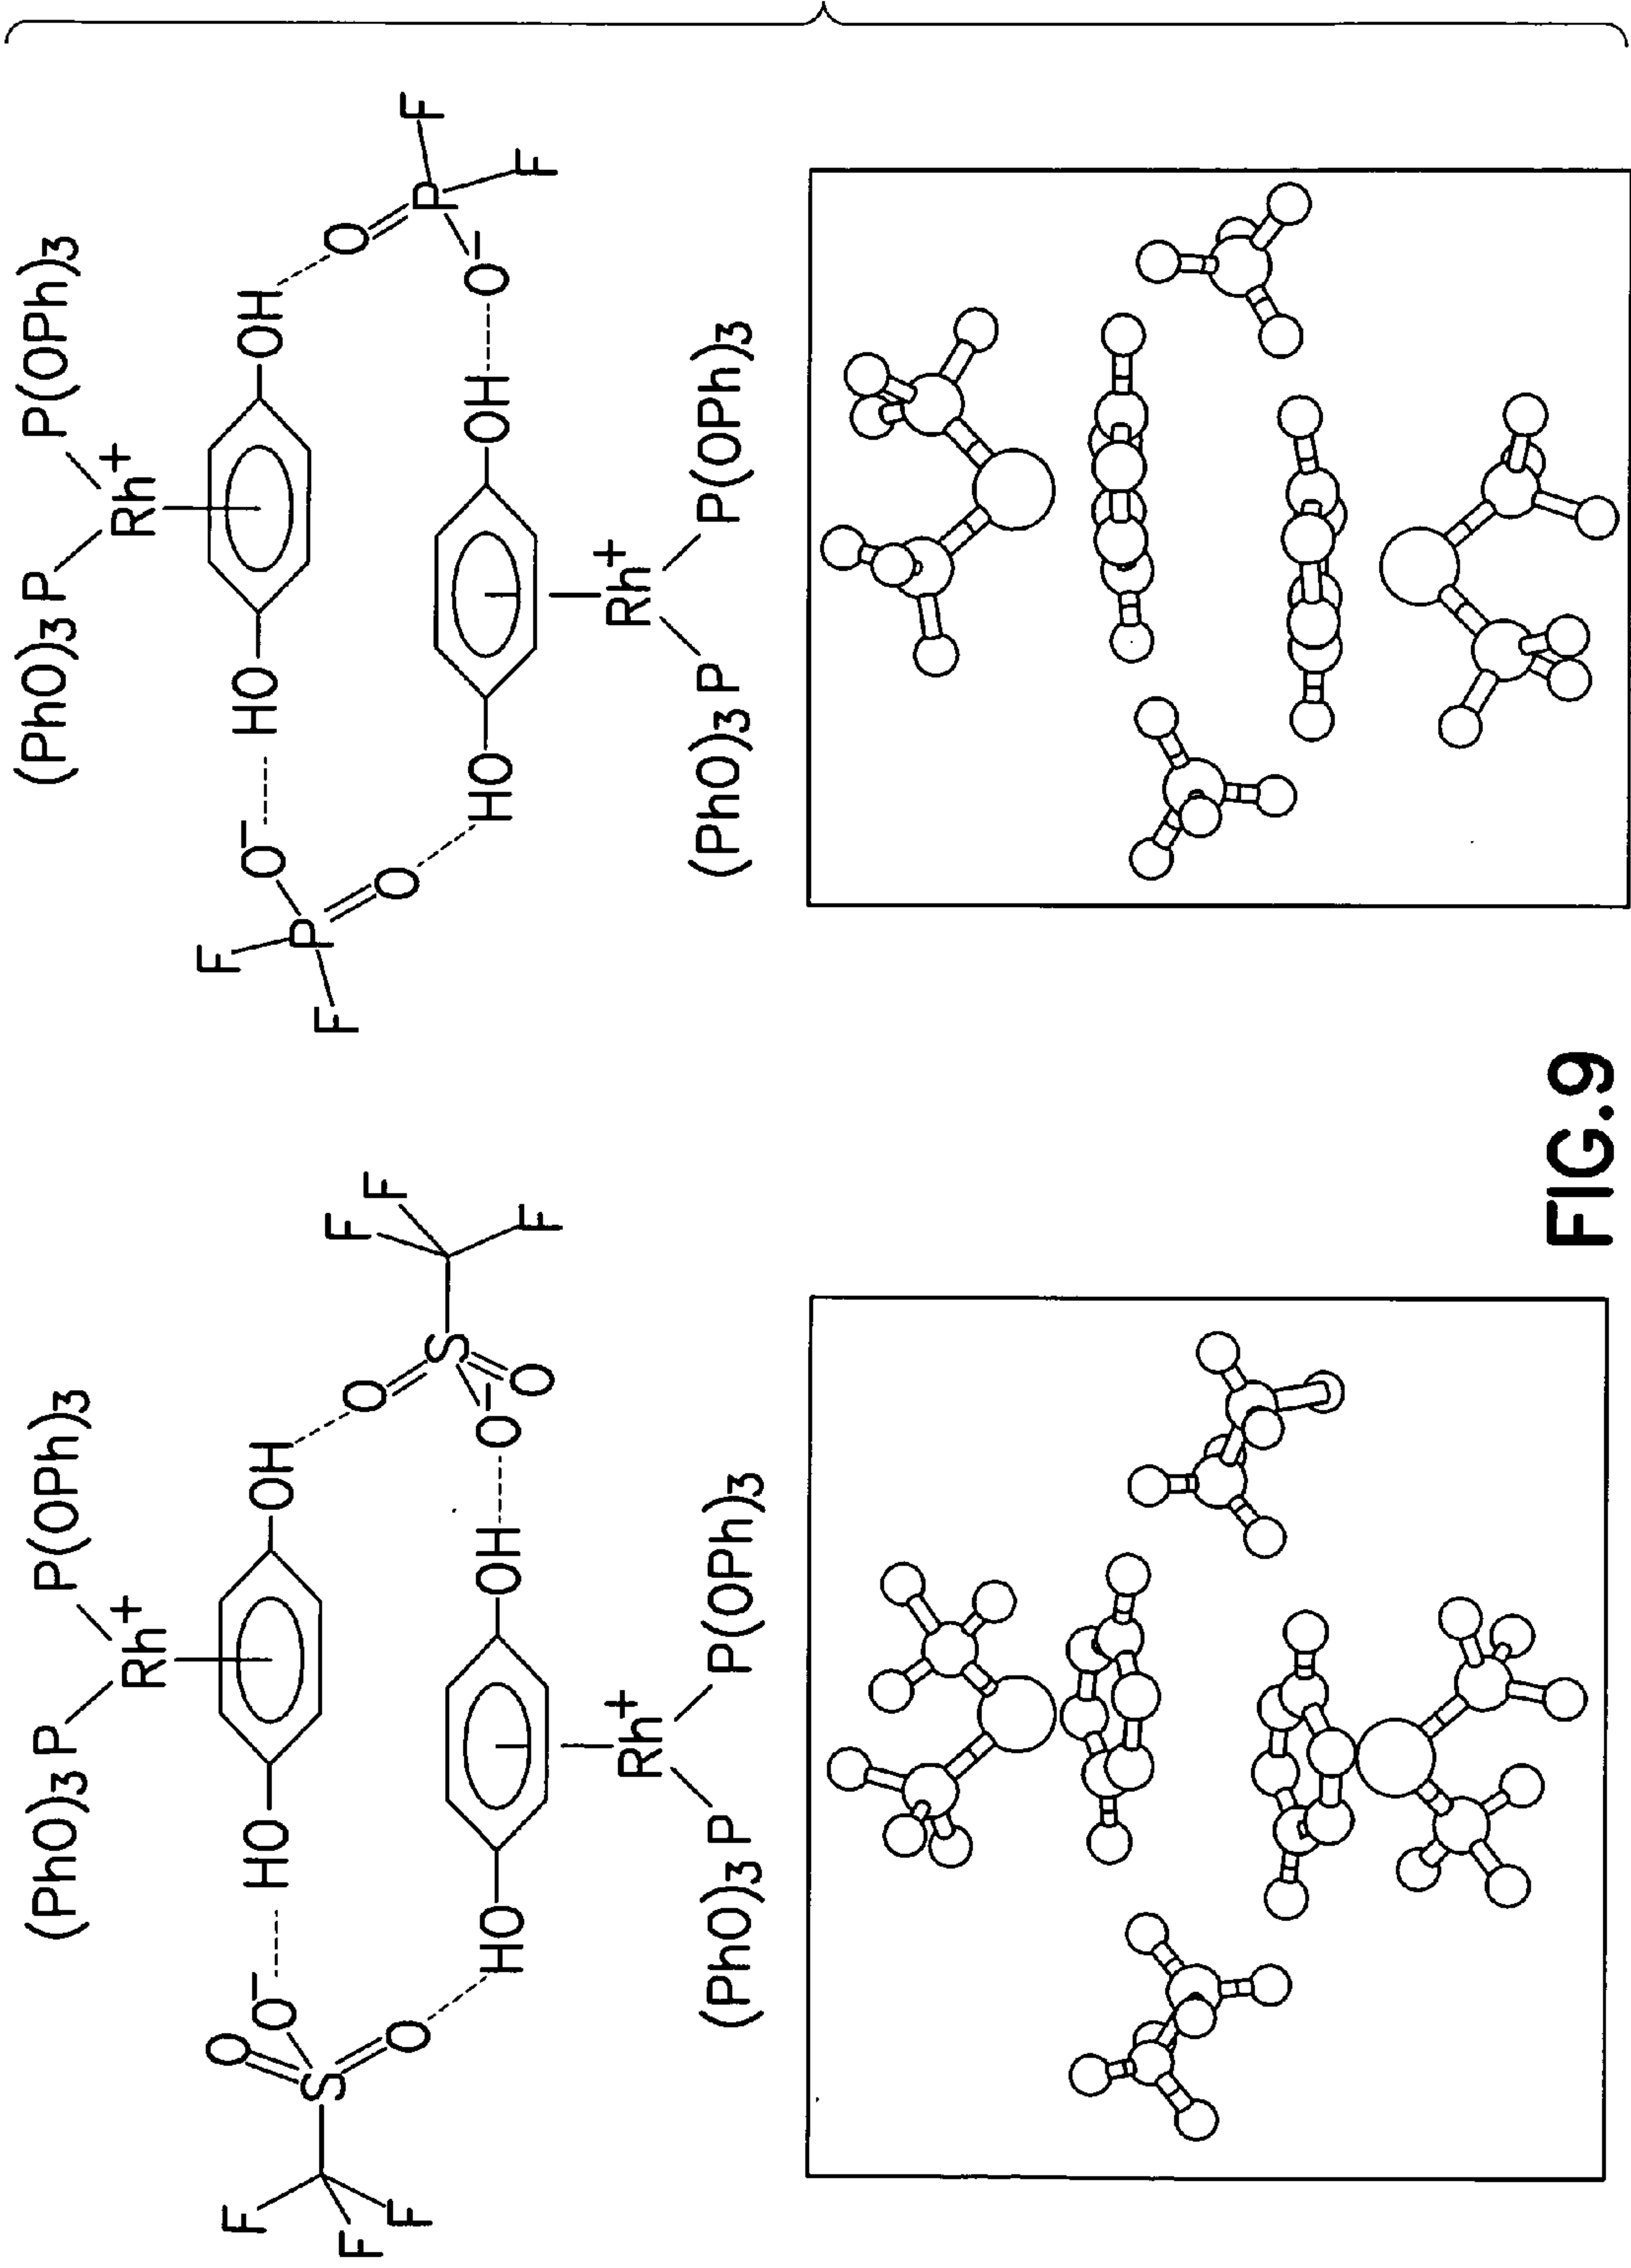 (PhO)3P P(OPh)3
Rh+
F O O− HO OH O F F
F F S O S
HO OH O− O F
Rh+
(PhO)3P P(OPh)3
(PhO)3P P(OPh)3
Rh+
F O− HO OH O F
F P O P F
HO OH O−
Rh+
(PhO)3P P(OPh)3
FIG.9